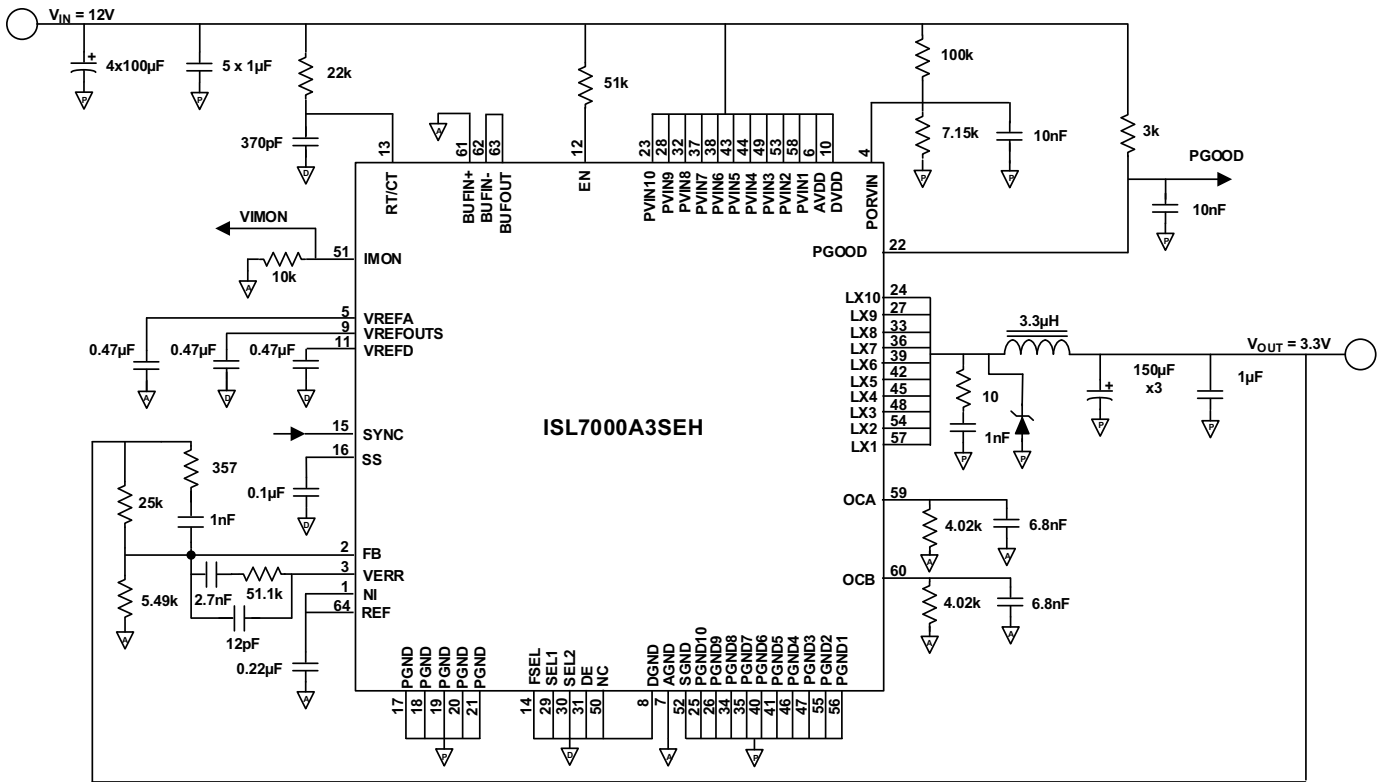 V_IN = 12V
4x100µF
5 x 1µF
22k
370pF
D
P
P
A
51k
100k
7.15k
10nF
P
P
3k
PGOOD
10nF
P
13
61
62
63
12
23
28
32
37
38
43
44
49
53
58
6
10
4
RT/CT
BUFIN+
BUFIN-
BUFOUT
EN
PVIN10
PVIN9
PVIN8
PVIN7
PVIN6
PVIN5
PVIN4
PVIN3
PVIN2
PVIN1
AVDD
DVDD
PORVIN
VIMON
10k
A
51 IMON
PGOOD 22
5 VREFA
9 VREFOUTS
11 VREFD
0.47µF
0.47µF
0.47µF
A
D
D
LX10 24
LX9 27
LX8 33
LX7 36
LX6 39
LX5 42
LX4 45
LX3 48
LX2 54
LX1 57
3.3µH
V_OUT = 3.3V
10
1nF
P
P
150µF
x3
P
1µF
P
ISL7000A3SEH
15 SYNC
16 SS
0.1µF
D
357
25k
1nF
2 FB
3 VERR
1 NI
64 REF
5.49k
A
2.7nF
51.1k
12pF
0.22µF
A
OCA 59
4.02k
6.8nF
A
A
OCB 60
4.02k
6.8nF
A
A
PGND
PGND
PGND
PGND
PGND
FSEL
SEL1
SEL2
DE
NC
DGND
AGND
SGND
PGND10
PGND9
PGND8
PGND7
PGND6
PGND5
PGND4
PGND3
PGND2
PGND1
17
18
19
20
21
14
29
30
31
50
8
7
52
25
26
34
35
40
41
46
47
55
56
P
D
A
P